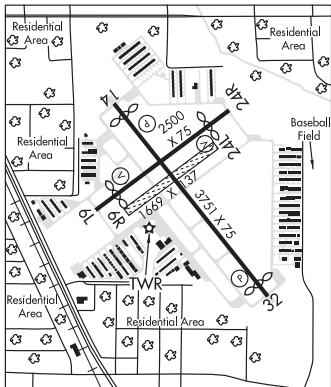 Residential
Area
Residential
Area
14
P
2500
X 75
24R
24L
Baseball
Field
Residential
Area
V
V
6L
6R
1669 X 137
3751 X 75
TWR
P
32
Residential
Area
Residential Area